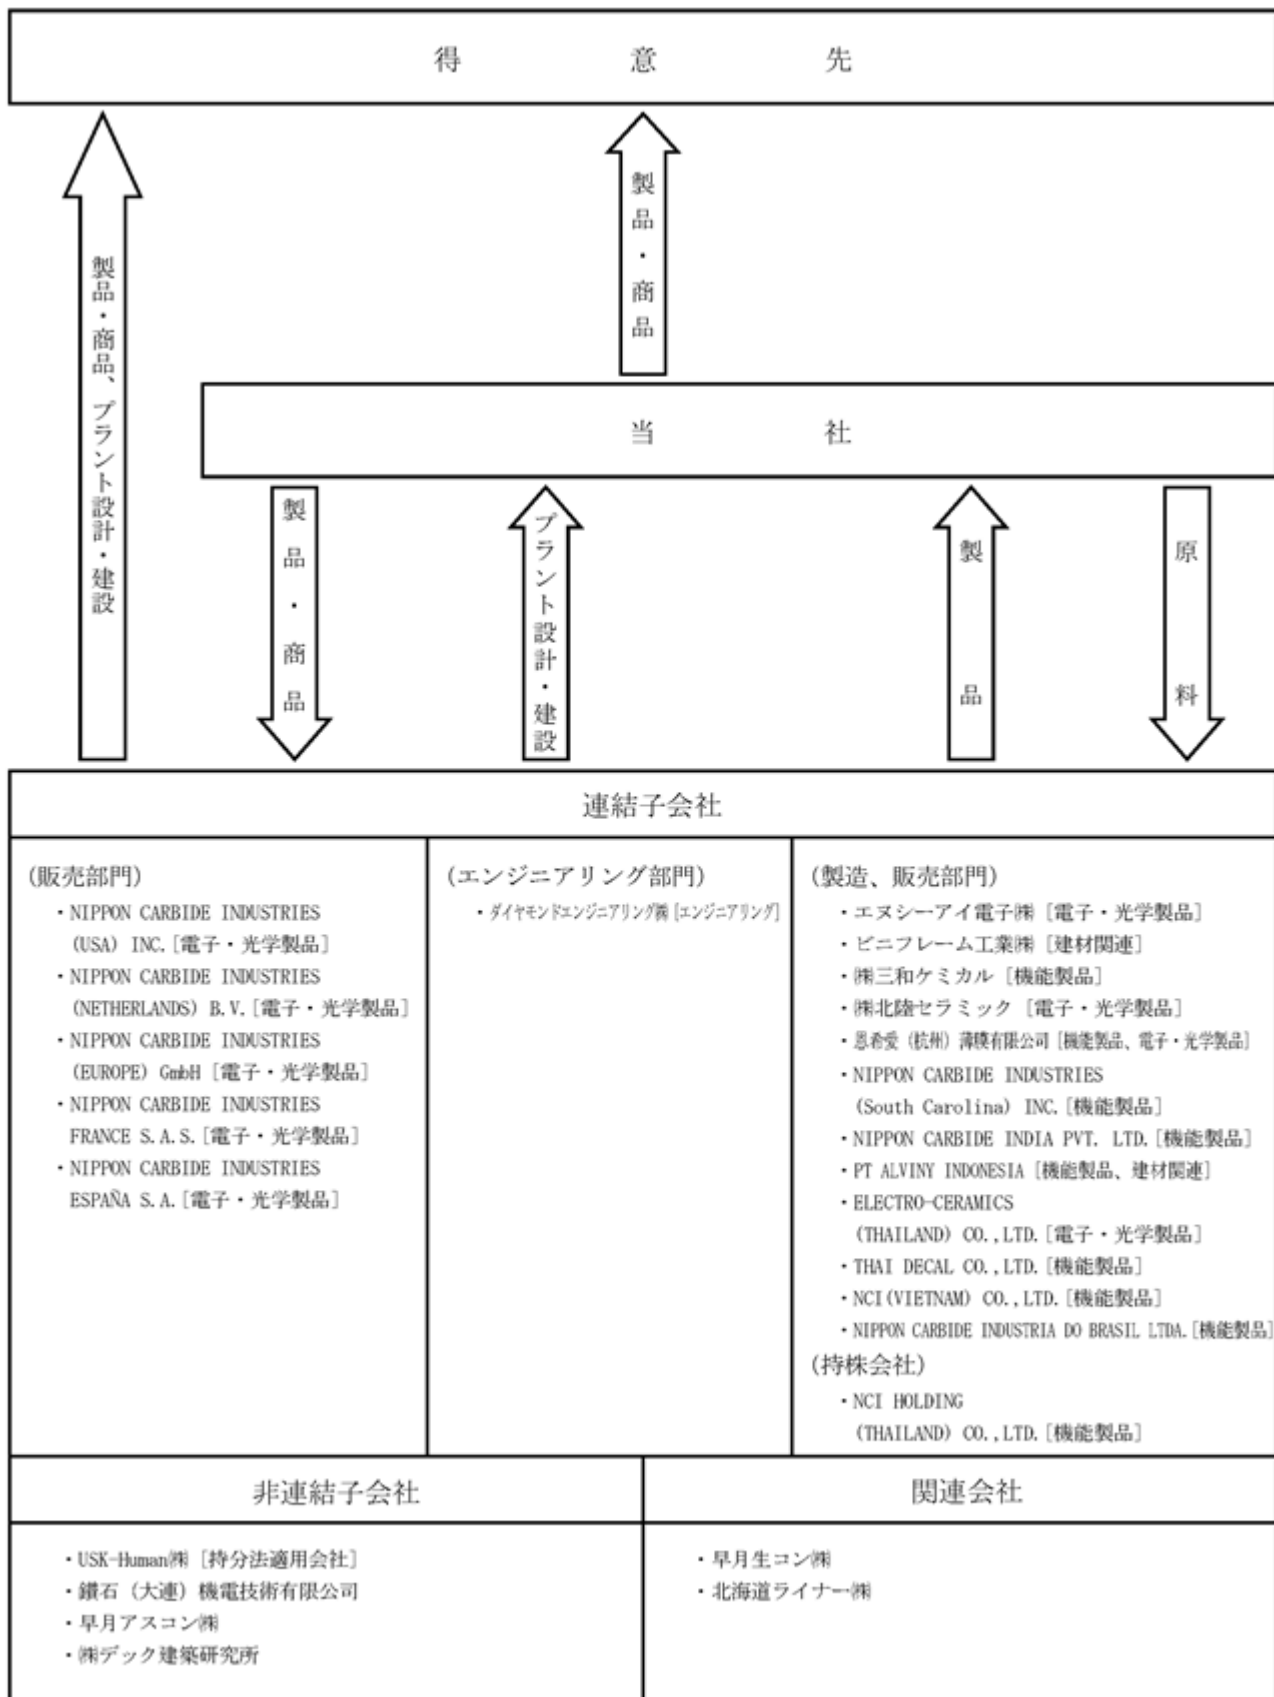 得意先
製品・商品
製品・商品、プラント設計・建設
当社
製品・商品
プラント設計・建設
製品
原料
連結子会社
(販売部門)
・NIPPON CARBIDE INDUSTRIES
(USA) INC.[電子・光学製品]
・NIPPON CARBIDE INDUSTRIES
(NETHERLANDS) B.V.[電子・光学製品]
・NIPPON CARBIDE INDUSTRIES
(EUROPE) GmbH [電子・光学製品]
・NIPPON CARBIDE INDUSTRIES
FRANCE S.A.S.[電子・光学製品]
・NIPPON CARBIDE INDUSTRIES
ESPAÑA S.A.[電子・光学製品]
(エンジニアリング部門)
・ダイヤモンドエンジニアリング㈱[エンジニアリング]
(製造、販売部門)
・エヌシーアイ電子㈱ [電子・光学製品]
・ビニフレーム工業㈱ [建材関連]
・㈱三和ケミカル [機能製品]
・㈱北陸セラミック [電子・光学製品]
・恩希愛（杭州）薄膜有限公司 [機能製品、電子・光学製品]
・NIPPON CARBIDE INDUSTRIES
(South Carolina) INC.[機能製品]
・NIPPON CARBIDE INDIA PVT. LTD.[機能製品]
・PT ALVINY INDONESIA [機能製品、建材関連]
・ELECTRO-CERAMICS
(THAILAND) CO.,LTD.[電子・光学製品]
・THAI DECAL CO.,LTD.[機能製品]
・NCI(VIETNAM) CO.,LTD.[機能製品]
・NIPPON CARBIDE INDUSTRIA DO BRASIL LTDA.[機能製品]
(持株会社)
・NCI HOLDING
(THAILAND) CO.,LTD.[機能製品]
非連結子会社
・USK-Human㈱ [持分法適用会社]
・鑽石（大連）機電技術有限公司
・早月アスコン㈱
・㈱デック建築研究所
関連会社
・早月生コン㈱
・北海道ライナー㈱